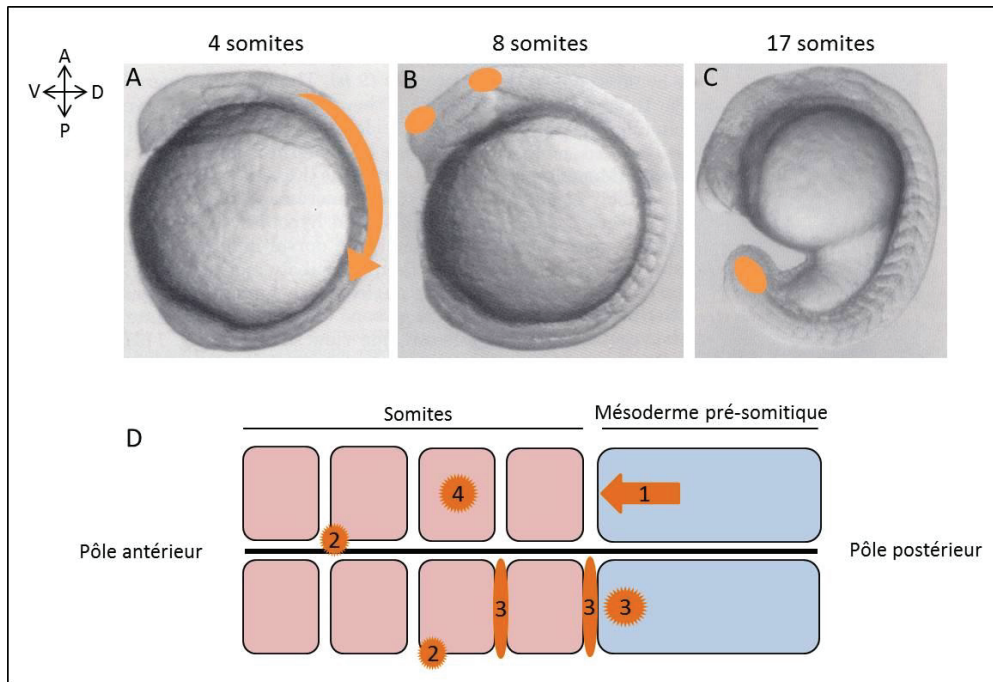 4 somites
8 somites
17 somites
A
V
D
P
A
B
C
D
Somites
Mésoderme pré-somitique
4
1
2
Pôle antérieur
Pôle postérieur
3
3
3
2